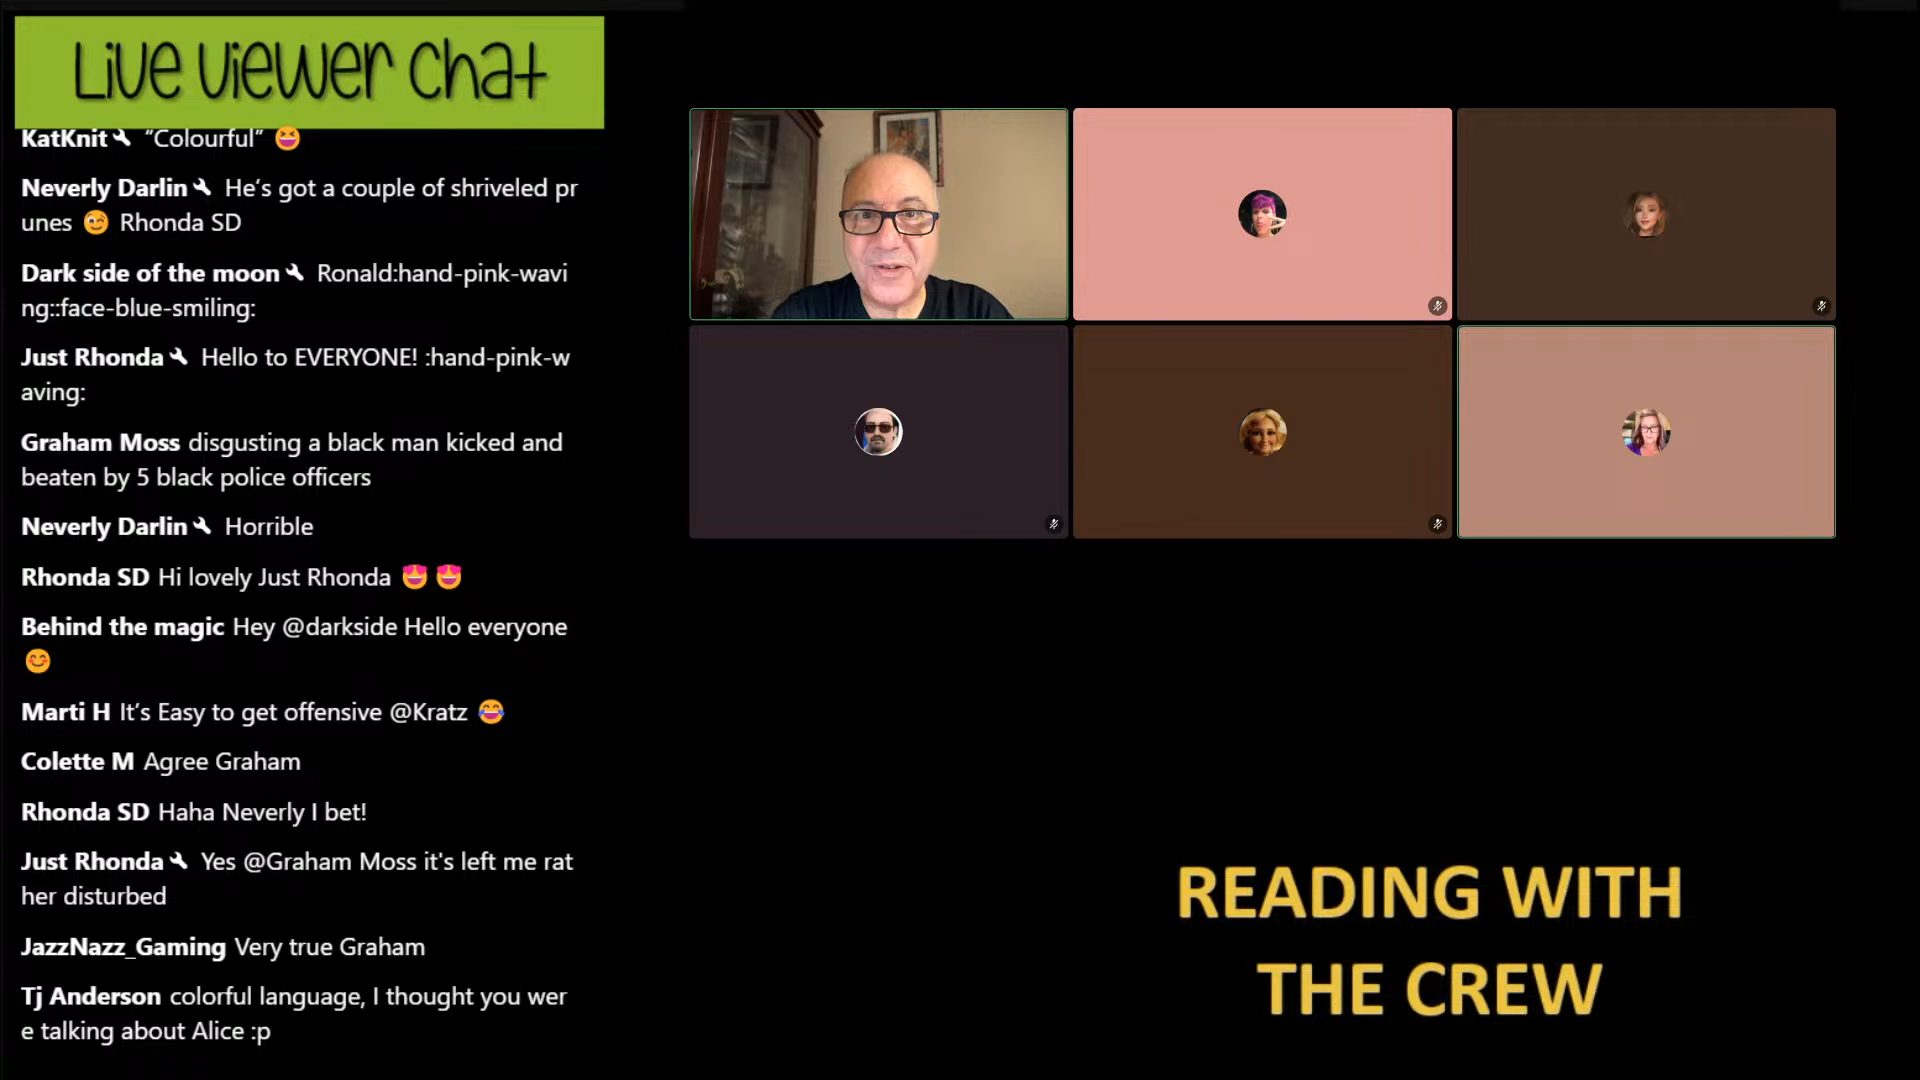 Live Viewer Chat
KatKnit “Colourful” 😆
Neverly Darlin He’s got a couple of shriveled pr
unes 😉 Rhonda SD
Dark side of the moon Ronald:hand-pink-wavi
ng::face-blue-smiling:
Just Rhonda Hello to EVERYONE! :hand-pink-w
aving:
Graham Moss disgusting a black man kicked and
beaten by 5 black police officers
Neverly Darlin Horrible
Rhonda SD Hi lovely Just Rhonda 😍 😍
Behind the magic Hey @darkside Hello everyone
😊
Marti H It’s Easy to get offensive @Kratz 😂
Colette M Agree Graham
Rhonda SD Haha Neverly I bet!
Just Rhonda Yes @Graham Moss it's left me rat
her disturbed
JazzNazz_Gaming Very true Graham
Tj Anderson colorful language, I thought you wer
e talking about Alice :p
READING WITH
THE CREW